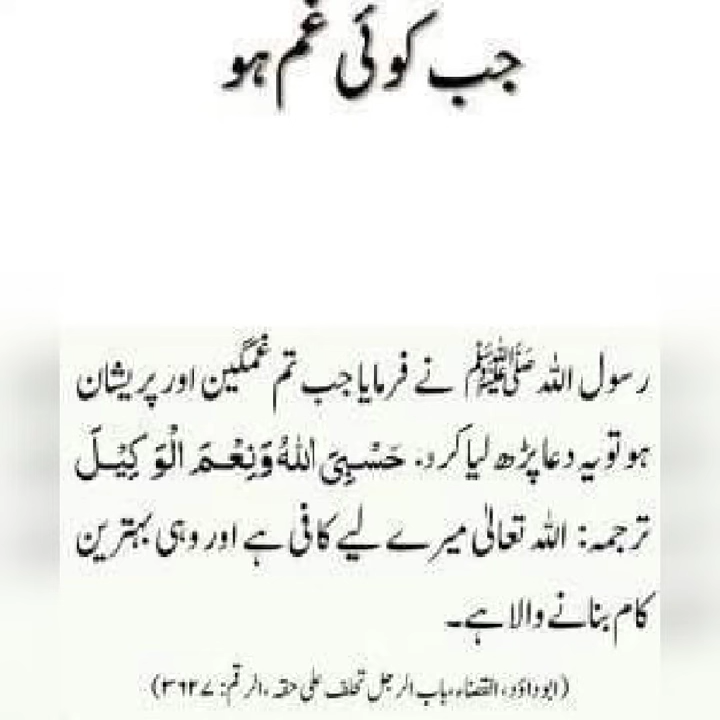 جب کوئی غم ہو
رسول اللہ ﷺ نے فرمایا جب تم غمگین اور پریشان
ہو تو یہ دعا پڑھ لیا کرو۔ حَسْبِیَ اللّٰهُ وَنِعْمَ الْوَکِیْلُ
ترجمہ: اللہ تعالٰی میرے لیے کافی ہے اور وہی بہترین
کام بنانے والا ہے۔
(ابوداؤد، القضاء، باب الرجل تحلف علی حقہ، الرقم: ۳۶۲۷)